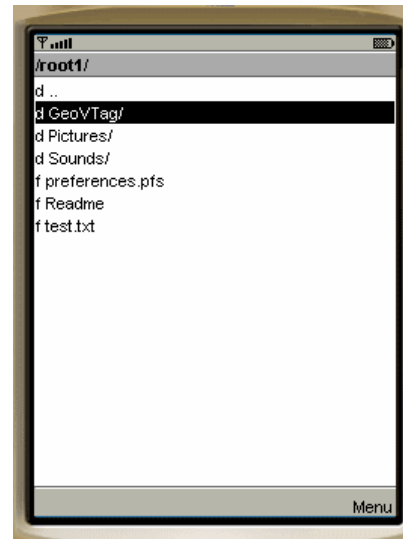 /root1/
d ..
d GeoVTag/
d Pictures/
d Sounds/
f preferences.pfs
f Readme
f test.txt
Menu